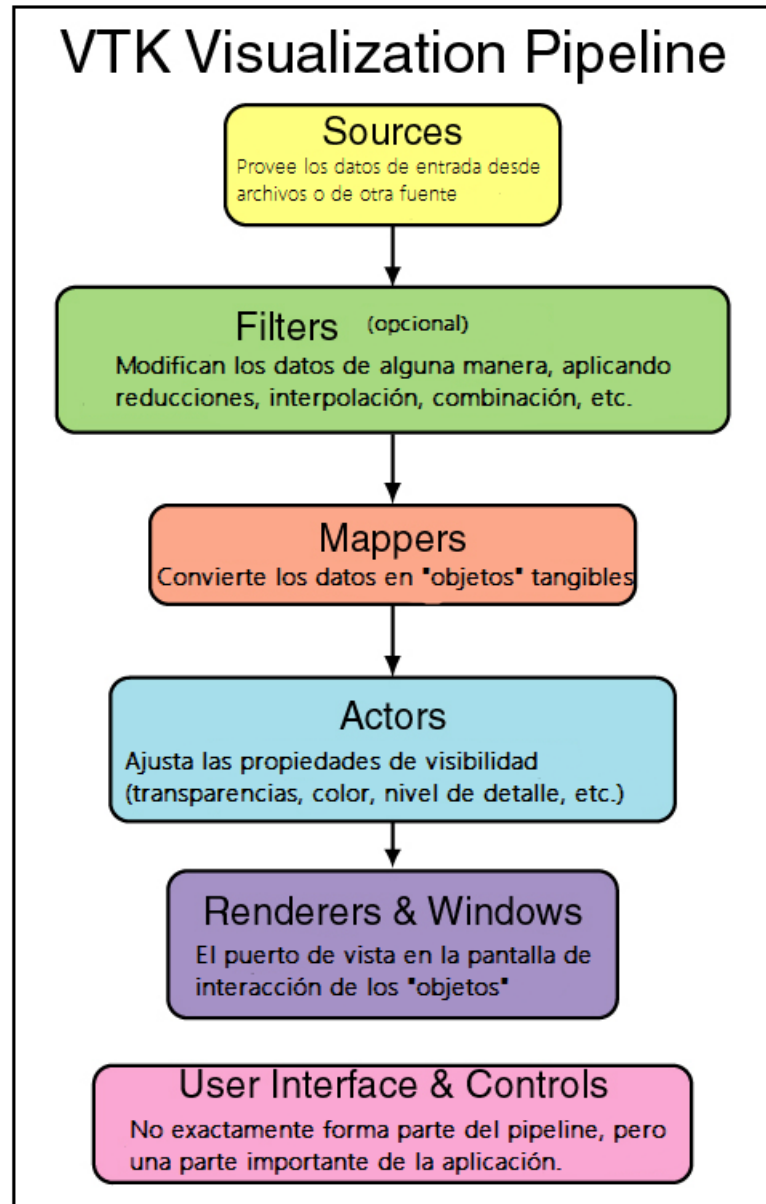 VTK Visualization Pipeline
Sources
Provee los datos de entrada desde
archivos o de otra fuente
Filters (opcional)
Modifican los datos de alguna manera, aplicando
reducciones, interpolación, combinación, etc.
Mappers
Convierte los datos en "objetos" tangibles
Actors
Ajusta las propiedades de visibilidad
(transparencias, color, nivel de detalle, etc.)
Renderers & Windows
El puerto de vista en la pantalla de
interacción de los "objetos"
User Interface & Controls
No exactamente forma parte del pipeline, pero
una parte importante de la aplicación.